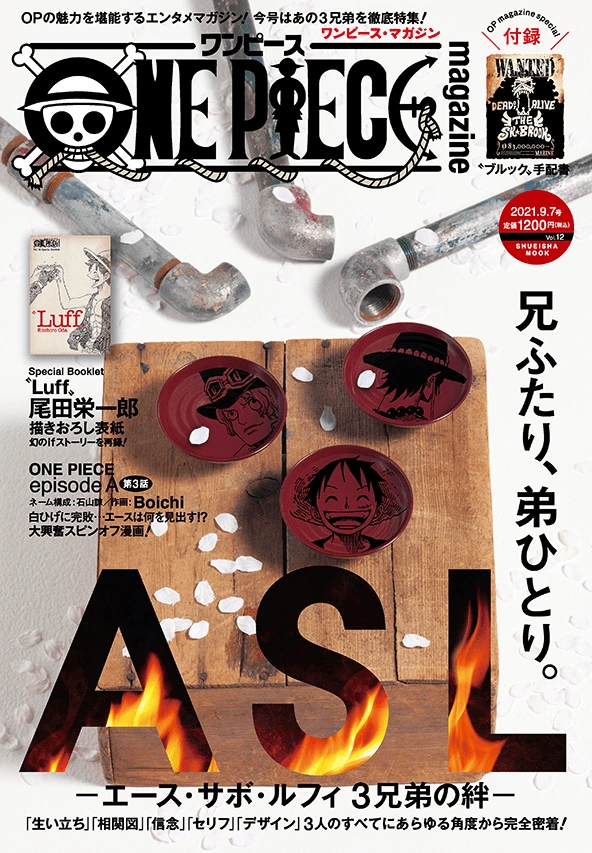 OPの魅力を堪能するエンタメマガジン! 今号はあの3兄弟を徹底特集!
ワンピース
ワンピース・マガジン
ONE PIECE
magazine
OP magazine special
付録
WANTED
DEAD OR ALIVE
MARINE
〝ブルック〟手配書
2021.9.7号
定価1200円(税込)
Vol.12
SHUEISHA
MOOK
〝Luff〟
Eiichiro Oda
Special Booklet
〝Luff〟
尾田栄一郎
描きおろし表紙
幻のifストーリーを再録!
ONE PIECE
episode A 第3話
ネーム構成:石山諒/作画:Boichi
白ひげに完敗…エースは何を見出す!?
大興奮スピンオフ漫画!
兄ふたり、弟ひとり。
ASL
−エース・サボ・ルフィ 3兄弟の絆−
「生い立ち」「相関図」「信念」「セリフ」「デザイン」3人のすべてにあらゆる角度から完全密着!